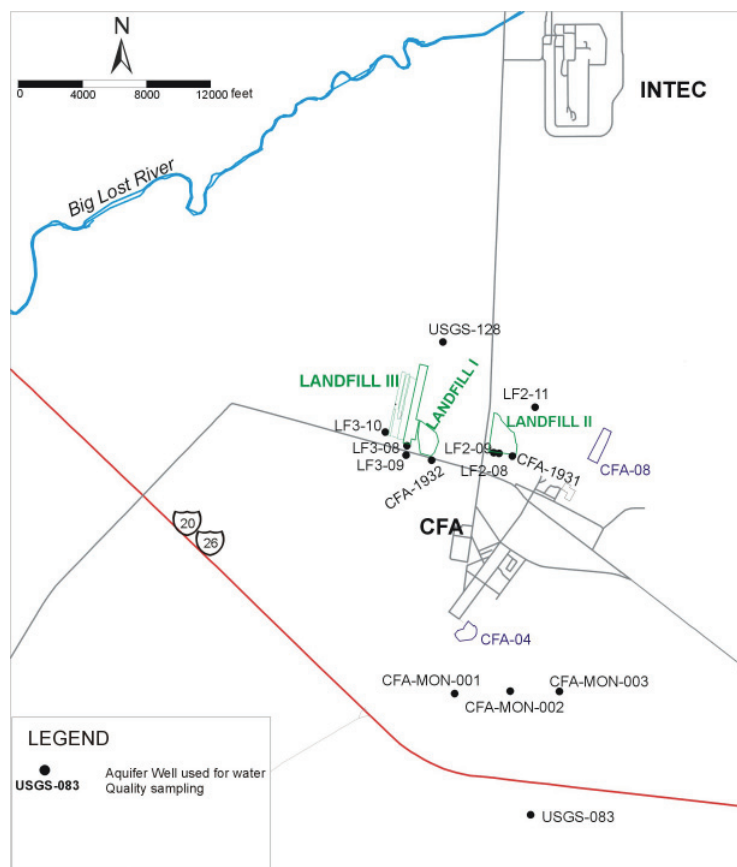 N
0 4000 8000 12000 feet
INTEC
Big Lost River
USGS-128
LANDFILL III
LANDFILL I
LF2-11
LANDFILL II
LF3-10
LF3-08
LF3-09
CFA-1932
LF2-09
LF2-08
CFA-1931
CFA-08
CFA
20
26
CFA-04
CFA-MON-001
CFA-MON-002
CFA-MON-003
LEGEND
USGS-083
Aquifer Well used for water
Quality sampling
USGS-083